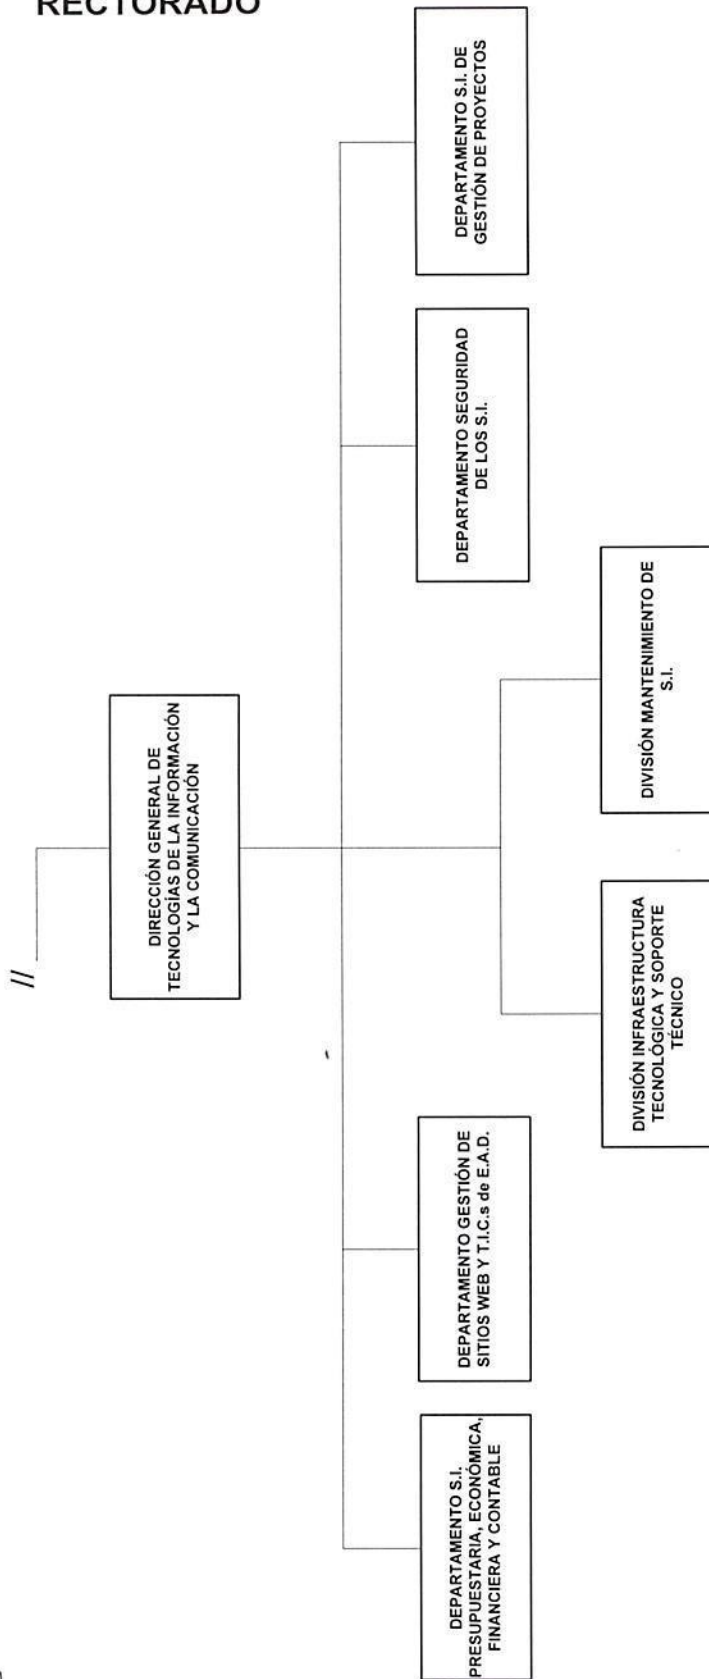 RECTORADO
//
DIRECCIÓN GENERAL DE
TECNOLOGÍAS DE LA INFORMACIÓN
Y LA COMUNICACIÓN
DEPARTAMENTO S.I.
PRESUPUESTARIA, ECONÓMICA,
FINANCIERA Y CONTABLE
DEPARTAMENTO GESTIÓN DE
SITIOS WEB Y T.I.C.s de E.A.D.
DEPARTAMENTO SEGURIDAD
DE LOS S.I.
DEPARTAMENTO S.I. DE
GESTIÓN DE PROYECTOS
DIVISIÓN INFRAESTRUCTURA
TECNOLÓGICA Y SOPORTE
TÉCNICO
DIVISIÓN MANTENIMIENTO DE
S.I.